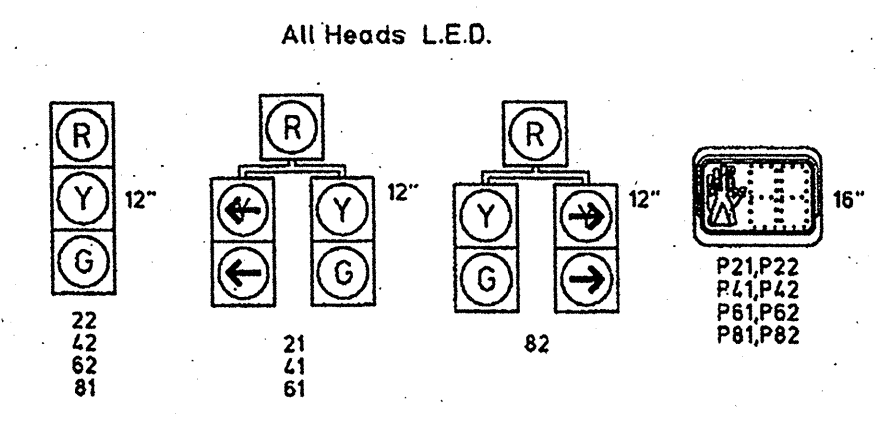 All Heads L.E.D.
R
Y
G
12"
22
42
62
81
R
Y
Y
G
12"
21
41
61
R
Y
Y
G
12"
82
16"
P21,P22
P41,P42
P61,P62
P81,P82